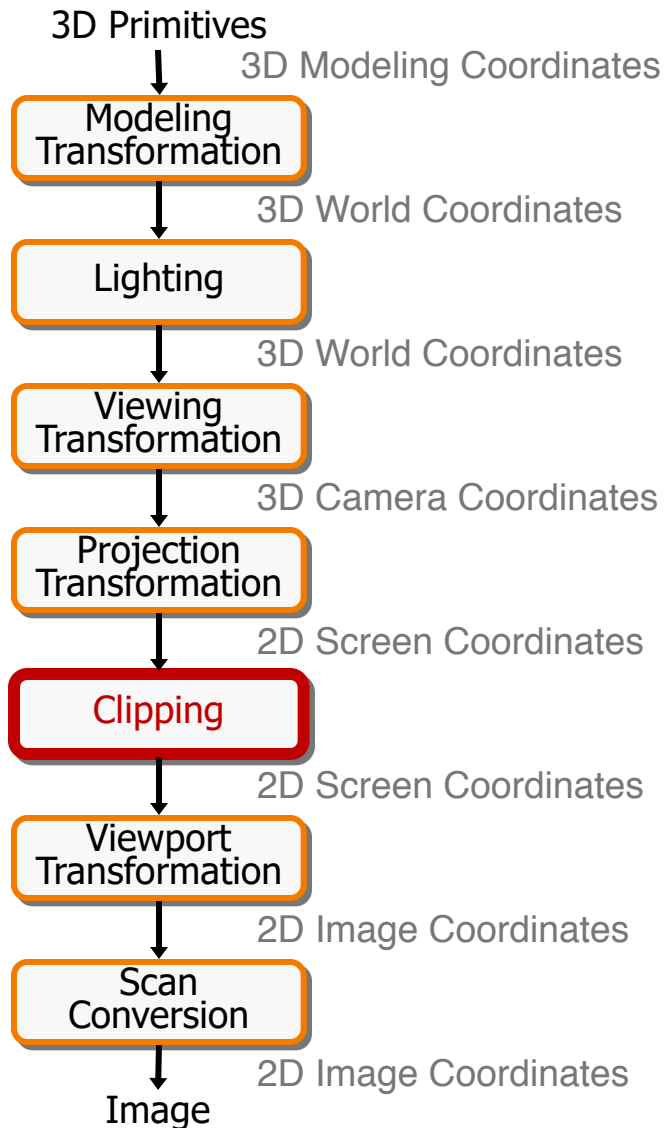 3D Primitives
3D Modeling Coordinates
Modeling
Transformation
3D World Coordinates
Lighting
3D World Coordinates
Viewing
Transformation
3D Camera Coordinates
Projection
Transformation
2D Screen Coordinates
Clipping
2D Screen Coordinates
Viewport
Transformation
2D Image Coordinates
Scan
Conversion
2D Image Coordinates
Image